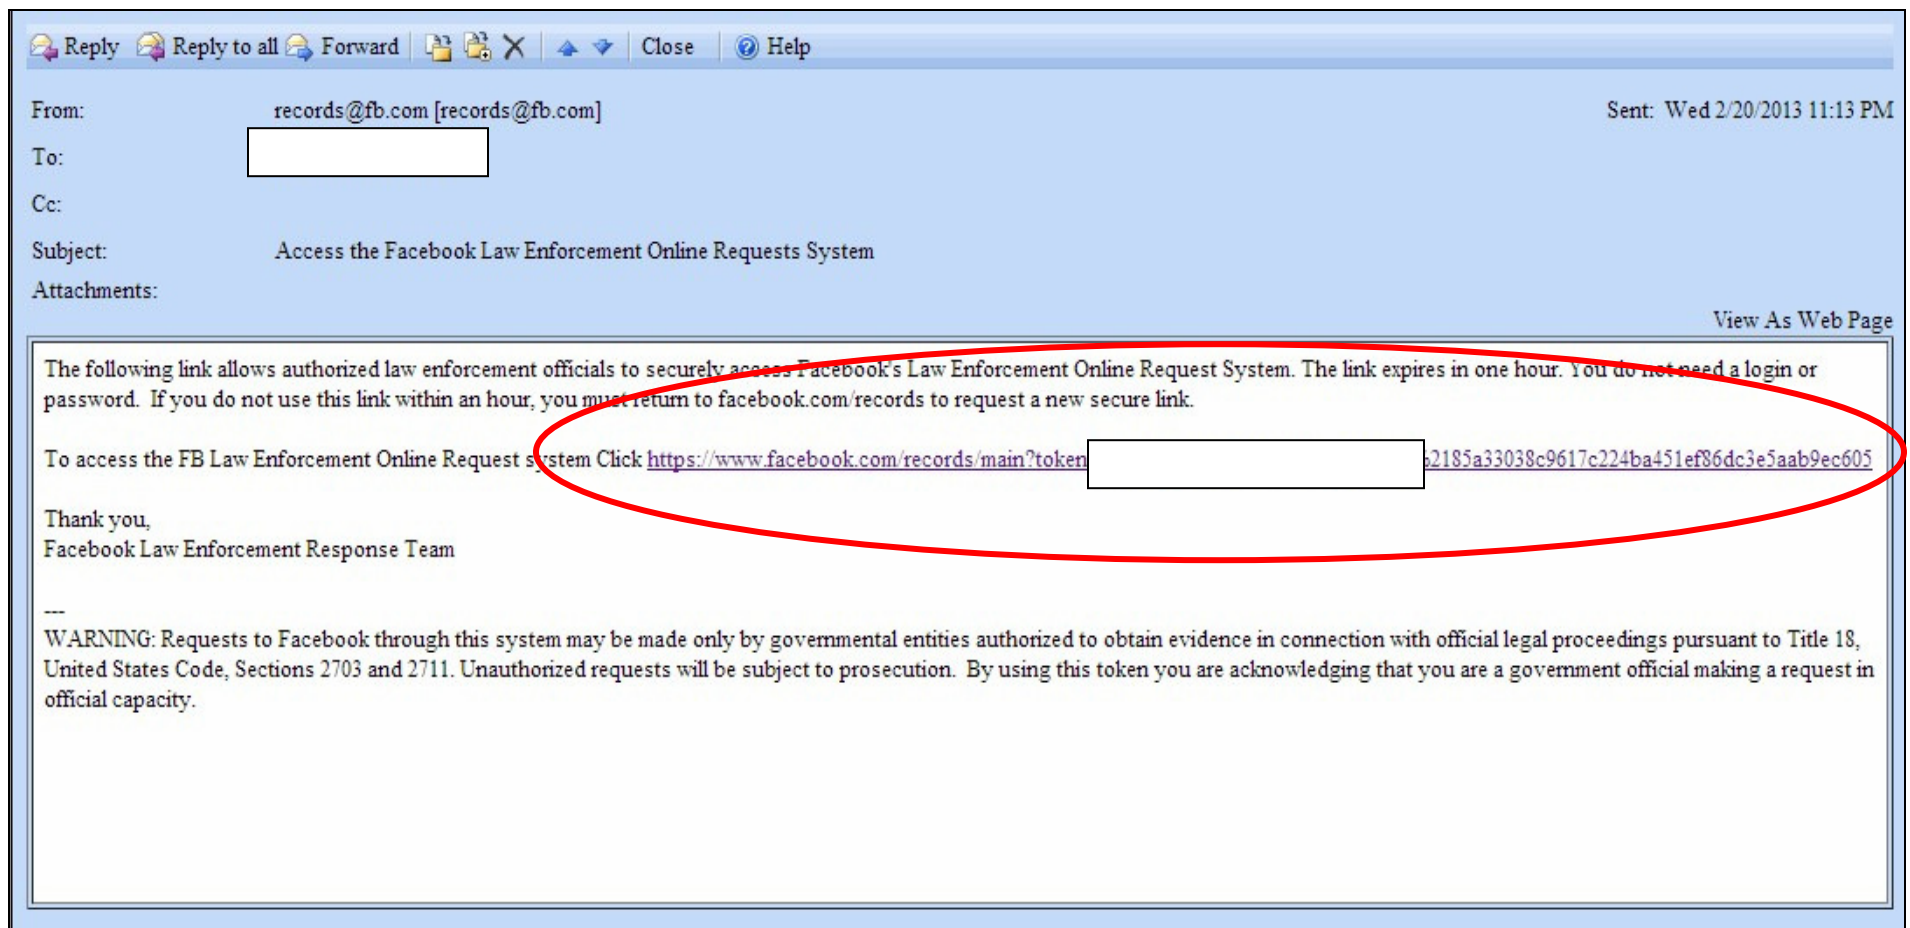 Reply Reply to all Forward Close Help
From: records@fb.com [records@fb.com] Sent: Wed 2/20/2013 11:13 PM
To:
Cc:
Subject: Access the Facebook Law Enforcement Online Requests System
Attachments:
View As Web Page
The following link allows authorized law enforcement officials to securely access Facebook's Law Enforcement Online Request System. The link expires in one hour. You do not need a login or
password. If you do not use this link within an hour, you must return to facebook.com/records to request a new secure link.
To access the FB Law Enforcement Online Request system Click https://www.facebook.com/records/main?token 2185a33038c9617c224ba451ef86dc3e5aab9ec605
Thank you,
Facebook Law Enforcement Response Team
---
WARNING: Requests to Facebook through this system may be made only by governmental entities authorized to obtain evidence in connection with official legal proceedings pursuant to Title 18,
United States Code, Sections 2703 and 2711. Unauthorized requests will be subject to prosecution. By using this token you are acknowledging that you are a government official making a request in
official capacity.